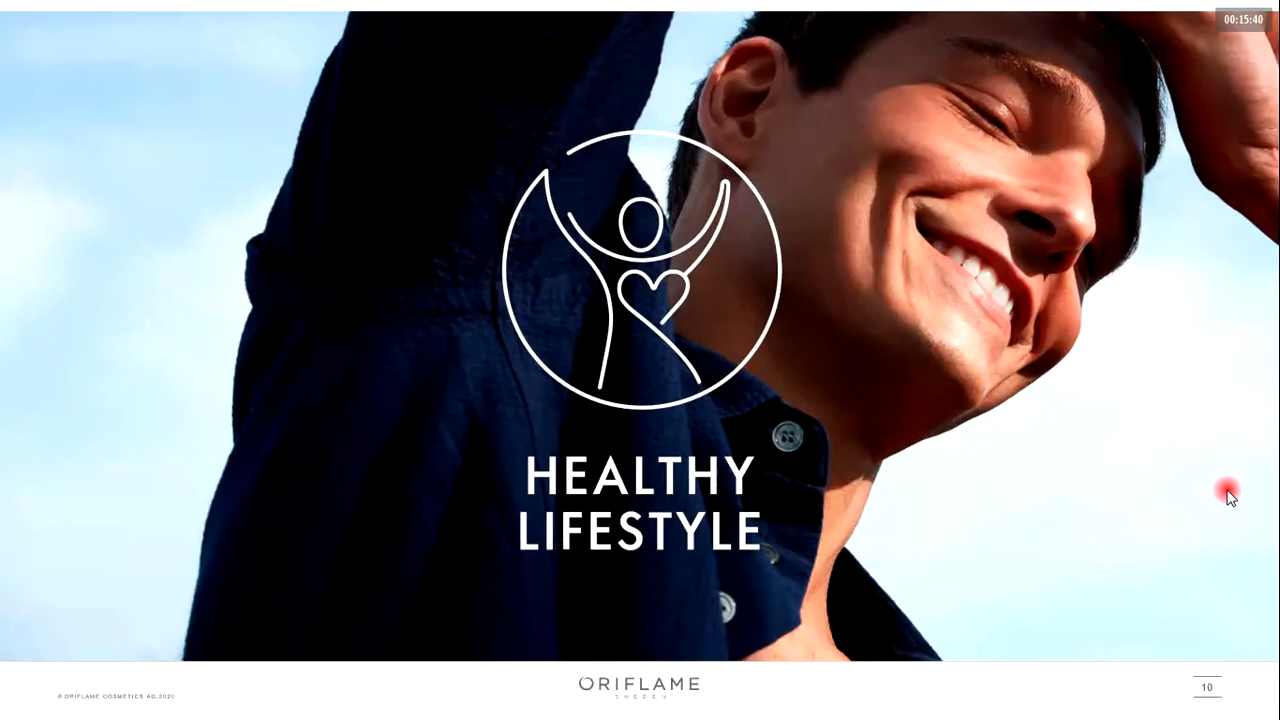 00:15:40
HEALTHY
LIFESTYLE
© ORIFLAME COSMETICS AG,2020
ORIFLAME
SWEDEN
10